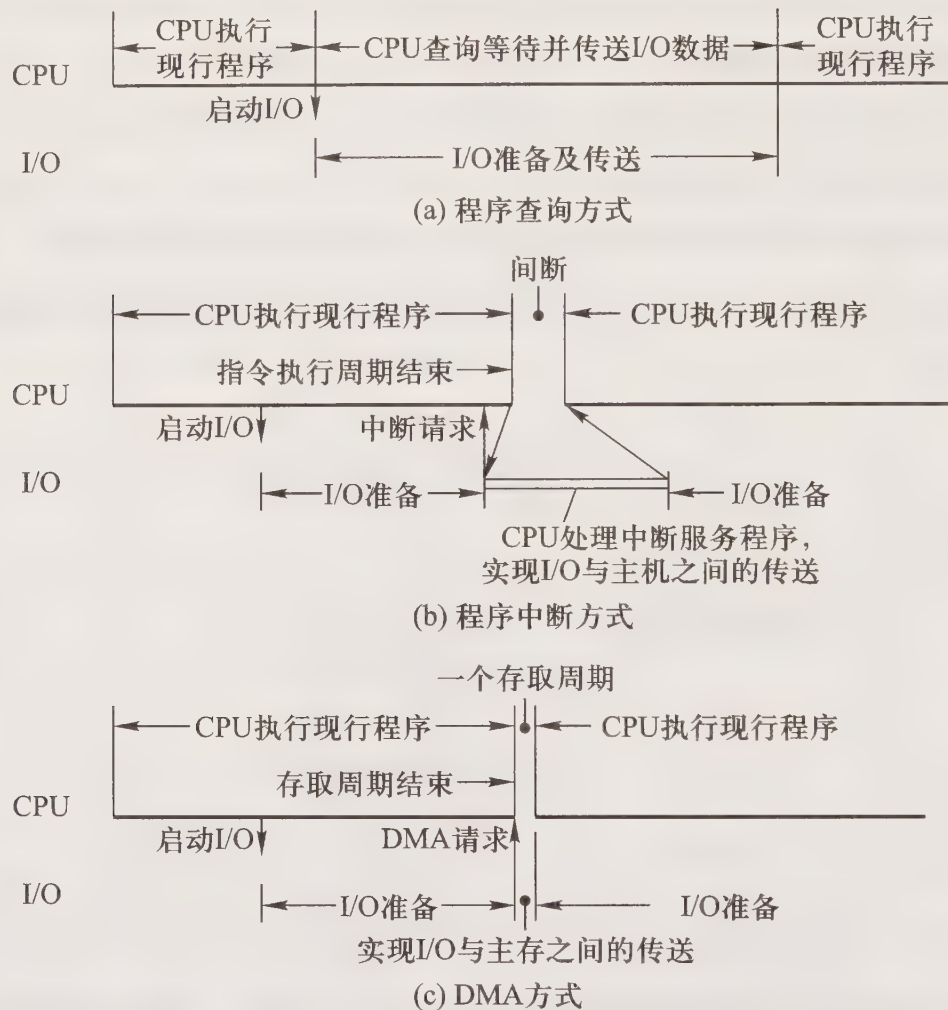 CPU执行
现行程序
CPU查询等待并传送I/O数据
CPU执行
现行程序
CPU
启动I/O
I/O
I/O准备及传送
(a) 程序查询方式
间断
CPU执行现行程序
CPU执行现行程序
指令执行周期结束
CPU
启动I/O
中断请求
I/O
I/O准备
I/O准备
CPU处理中断服务程序，
实现I/O与主机之间的传送
(b) 程序中断方式
一个存取周期
CPU执行现行程序
CPU执行现行程序
存取周期结束
CPU
启动I/O
DMA请求
I/O
I/O准备
I/O准备
实现I/O与主存之间的传送
(c) DMA方式